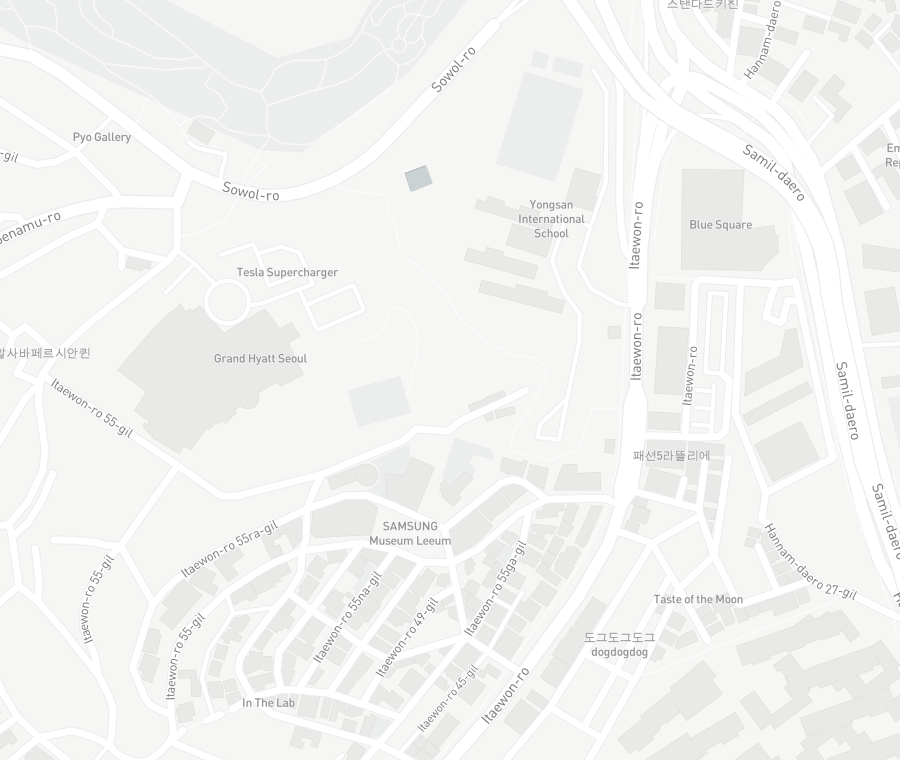 스탠다드키친
Hannam-daero
Sowol-ro
Pyo Gallery
-gil
Samil-daero
Sowol-ro
Yongsan
International
School
Blue Square
Itaewon-ro
Tesla Supercharger
Itaewon-ro
Grand Hyatt Seoul
Itaewon-ro
Samil-daero
Itaewon-ro 55-gil
패션5라뜰리에
SAMSUNG
Museum Leeum
Samil-daero
Itaewon-ro 55ra-gil
Itaewon-ro 55-gil
Itaewon-ro 55ga-gil
Hannam-daero 27-gil
Taste of the Moon
Itaewon-ro 55na-gil
Itaewon-ro 49-gil
Itaewon-ro 55-gil
도그도그도그
dogdogdog
In The Lab
Itaewon-ro 45-gil
Itaewon-ro